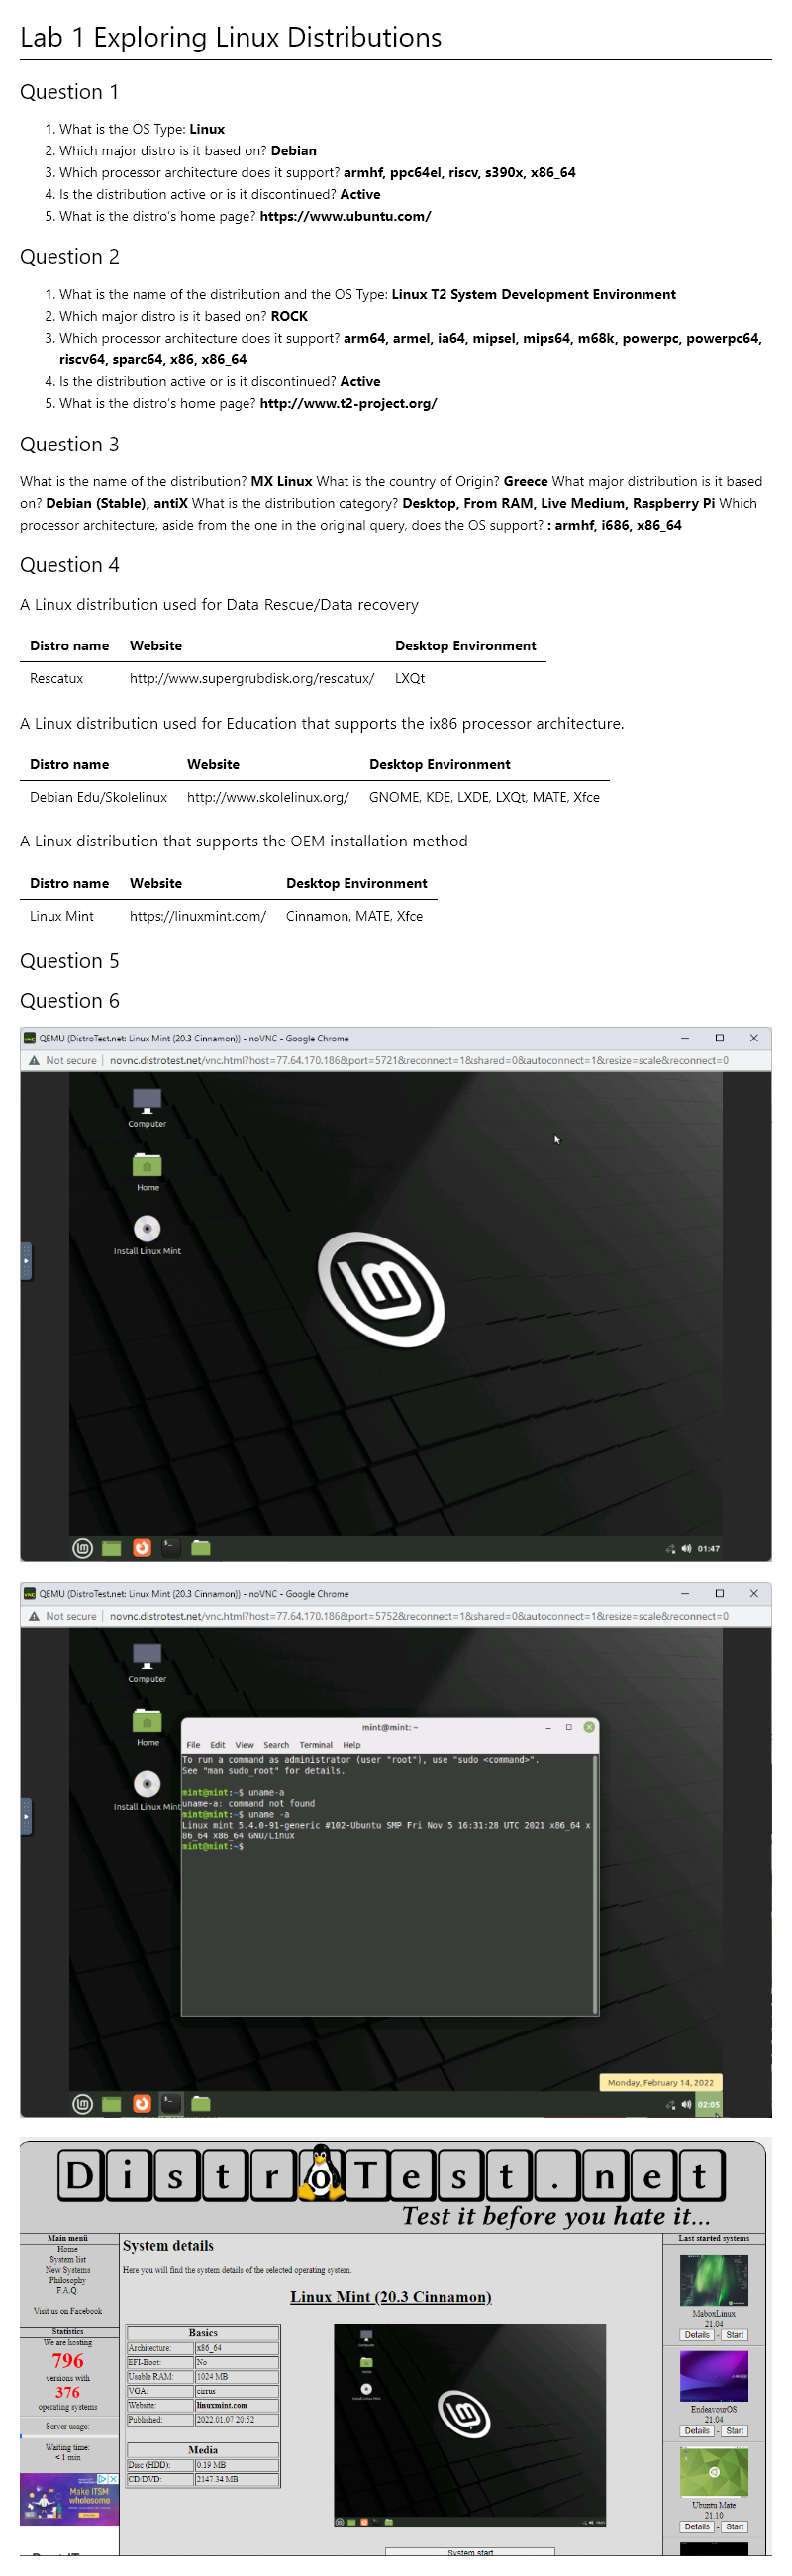 Lab 1 Exploring Linux Distributions
Question 1
1. What is the OS Type: Linux
2. Which major distro is it based on? Debian
3. Which processor architecture does it support? armhf, ppc64el, riscv, s390x, x86_64
4. Is the distribution active or is it discontinued? Active
5. What is the distro's home page? https://www.ubuntu.com/
Question 2
1. What is the name of the distribution and the OS Type: Linux T2 System Development Environment
2. Which major distro is it based on? ROCK
3. Which processor architecture does it support? arm64, armel, ia64, mipsel, mips64, m68k, powerpc, powerpc64,
riscv64, sparc64, x86, x86_64
4. Is the distribution active or is it discontinued? Active
5. What is the distro's home page? http://www.t2-project.org/
Question 3
What is the name of the distribution? MX Linux What is the country of Origin? Greece What major distribution is it based
on? Debian (Stable), antiX What is the distribution category? Desktop, From RAM, Live Medium, Raspberry Pi Which
processor architecture, aside from the one in the original query, does the OS support? : armhf, i686, x86_64
Question 4
A Linux distribution used for Data Rescue/Data recovery
Distro name Website Desktop Environment
Rescatux http://www.supergrubdisk.org/rescatux/ LXQt
A Linux distribution used for Education that supports the ix86 processor architecture.
Distro name Website Desktop Environment
Debian Edu/Skolelinux http://www.skolelinux.org/ GNOME, KDE, LXDE, LXQt, MATE, Xfce
A Linux distribution that supports the OEM installation method
Distro name Website Desktop Environment
Linux Mint https://linuxmint.com/ Cinnamon, MATE, Xfce
Question 5
Question 6
QEMU (DistroTest.net: Linux Mint (20.3 Cinnamon)) - noVNC - Google Chrome
Not secure | novnc.distrotest.net/vnc.html?host=77.64.170.186&port=5721&reconnect=1&shared=0&autoconnect=1&resize=scale&reconnect=0
Computer
Home
Install Linux Mint
01:47
QEMU (DistroTest.net: Linux Mint (20.3 Cinnamon)) - noVNC - Google Chrome
Not secure | novnc.distrotest.net/vnc.html?host=77.64.170.186&port=5752&reconnect=1&shared=0&autoconnect=1&resize=scale&reconnect=0
Computer
Home
Install Linux Mint
mint@mint: ~
File Edit View Search Terminal Help
To run a command as administrator (user "root"), use "sudo <command>".
See "man sudo_root" for details.
mint@mint:~$ uname-a
uname-a: command not found
mint@mint:~$ uname -a
Linux mint 5.4.0-91-generic #102-Ubuntu SMP Fri Nov 5 16:31:28 UTC 2021 x86_64 x
86_64 x86_64 GNU/Linux
mint@mint:~$
Monday, February 14, 2022
02:05
DistroTest.net
Test it before you hate it...
Main menü
Home
System list
New Systems
Philosophy
F.A.Q.
Visit us on Facebook
Statistics
We are hosting
796
versions with
376
operating systems
Server usage:
Waiting time:
< 1 min
Make ITSM
wholesome
System details
Here you will find the system details of the selected operating system.
Linux Mint (20.3 Cinnamon)
Basics
Architecture: x86_64
EFI-Boot: No
Usable RAM: 1024 MB
VGA: cirrus
Website: linuxmint.com
Published: 2022.01.07 20:52
Media
Disc (HDD): 0.19 MB
CD/DVD: 2147.34 MB
System start
Last started systems
MaboxLinux
21.04
Details - Start
EndeavourOS
21.04
Details - Start
Ubuntu Mate
21.10
Details - Start